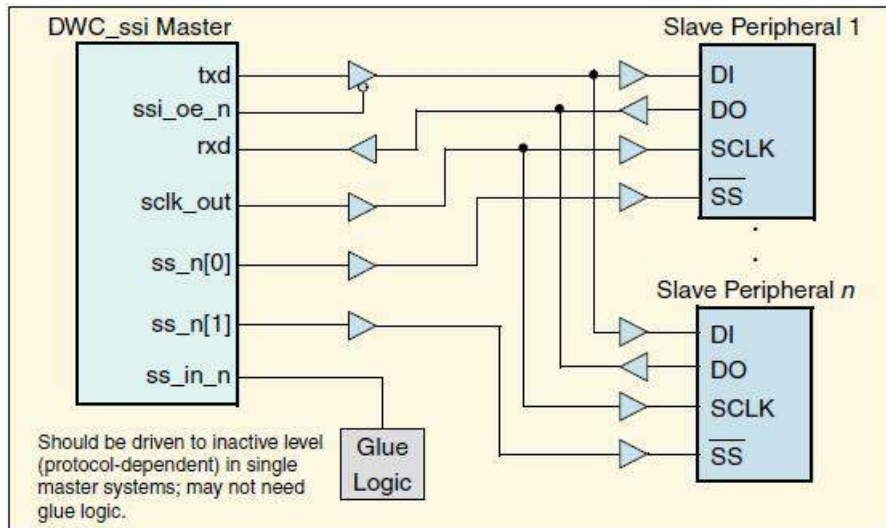 DWC_ssi Master
txd
ssi_oe_n
rxd
sclk_out
ss_n[0]
ss_n[1]
ss_in_n
Should be driven to inactive level
(protocol-dependent) in single
master systems; may not need
glue logic.
Glue
Logic
Slave Peripheral 1
DI
DO
SCLK
SS
Slave Peripheral n
DI
DO
SCLK
SS